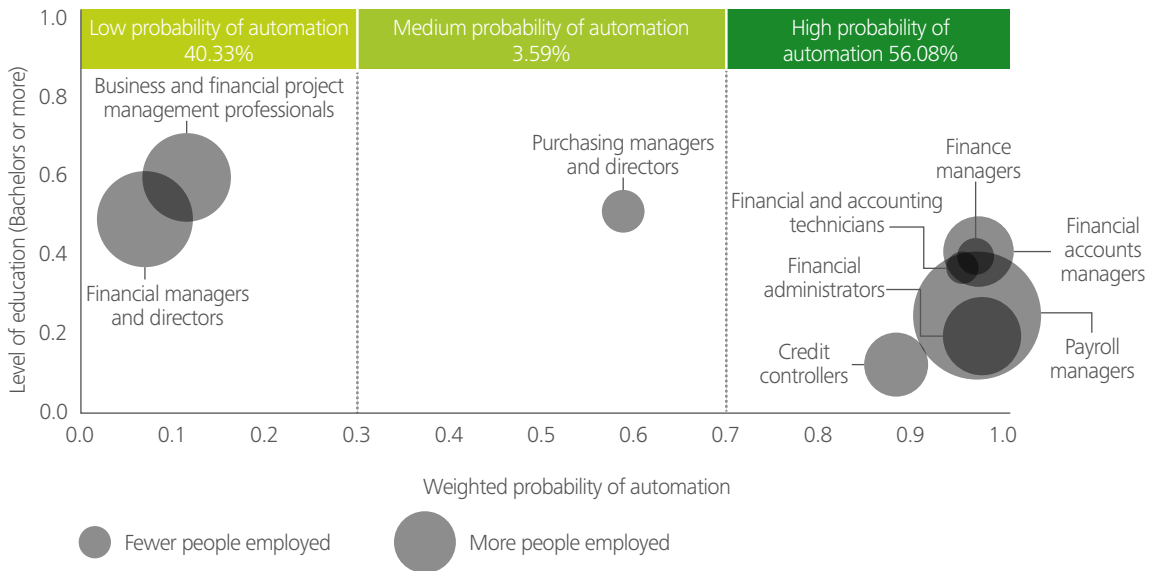 Low probability of automation
40.33%
Medium probability of automation
3.59%
High probability of
automation 56.08%
Level of education (Bachelors or more)
1.0
0.8
0.6
0.4
0.2
0.0
Business and financial project
management professionals
Financial managers
and directors
Purchasing managers
and directors
Finance
managers
Financial and accounting
technicians
Financial
accounts
managers
Financial
administrators
Credit
controllers
Payroll
managers
0.0 0.1 0.2 0.3 0.4 0.5 0.6 0.7 0.8 0.9 1.0
Weighted probability of automation
Fewer people employed
More people employed